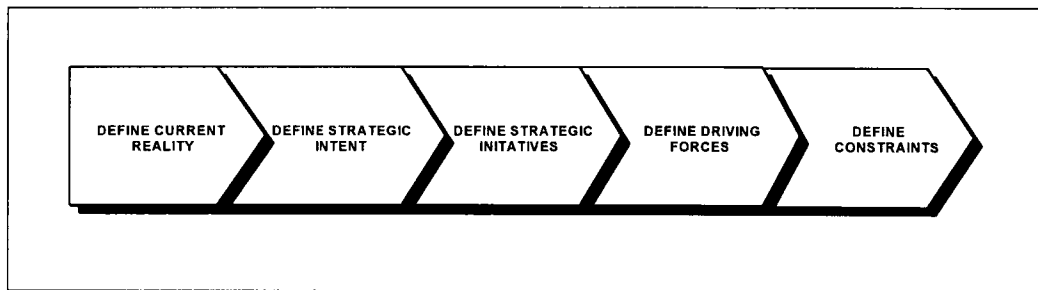 DEFINE CURRENT
REALITY
DEFINE STRATEGIC
INTENT
DEFINE STRATEGIC
INITATIVES
DEFINE DRIVING
FORCES
DEFINE
CONSTRAINTS